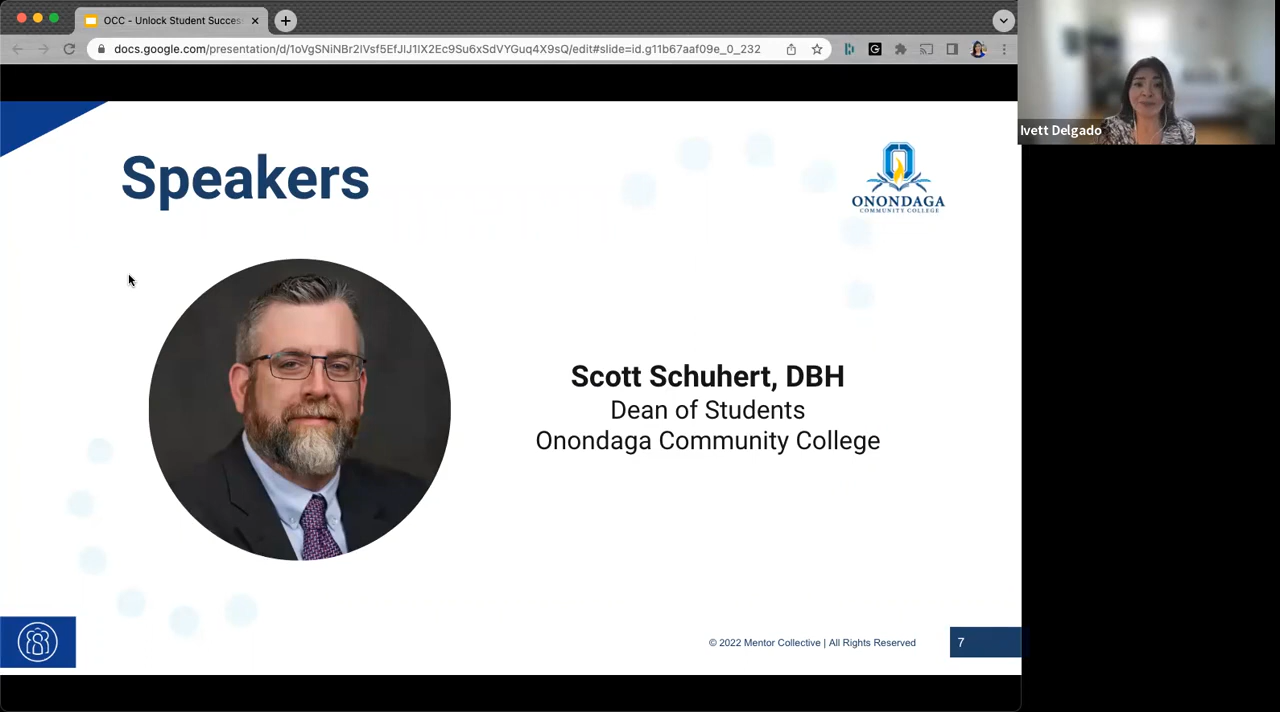 OCC - Unlock Student Succes
docs.google.com/presentation/d/1oVgSNiNBr2lVsf5EfJlJ1lX2Ec9Su6xSdVYGuq4X9sQ/edit#slide=id.g11b67aaf09e_0_232
Ivett Delgado
Speakers
ONONDAGA
COMMUNITY COLLEGE
Scott Schuhert, DBH
Dean of Students
Onondaga Community College
© 2022 Mentor Collective | All Rights Reserved
7